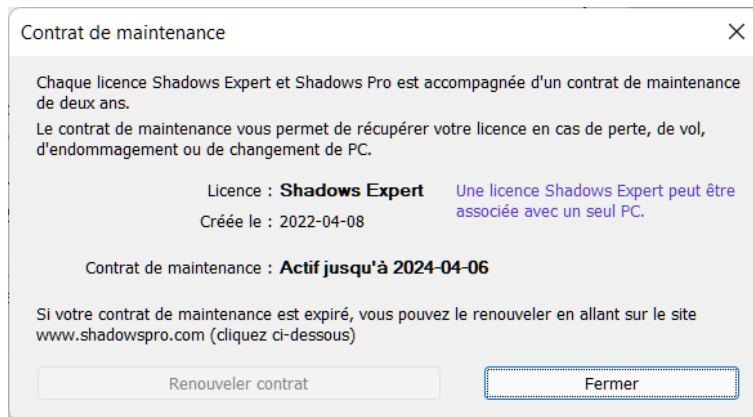 Contrat de maintenance
Chaque licence Shadows Expert et Shadows Pro est accompagnée d'un contrat de maintenance
de deux ans.
Le contrat de maintenance vous permet de récupérer votre licence en cas de perte, de vol,
d'endommagement ou de changement de PC.
Licence : Shadows Expert
Une licence Shadows Expert peut être
associée avec un seul PC.
Créée le : 2022-04-08
Contrat de maintenance : Actif jusqu'à 2024-04-06
Si votre contrat de maintenance est expiré, vous pouvez le renouveler en allant sur le site
www.shadowspro.com (cliquez ci-dessous)
Renouveler contrat
Fermer